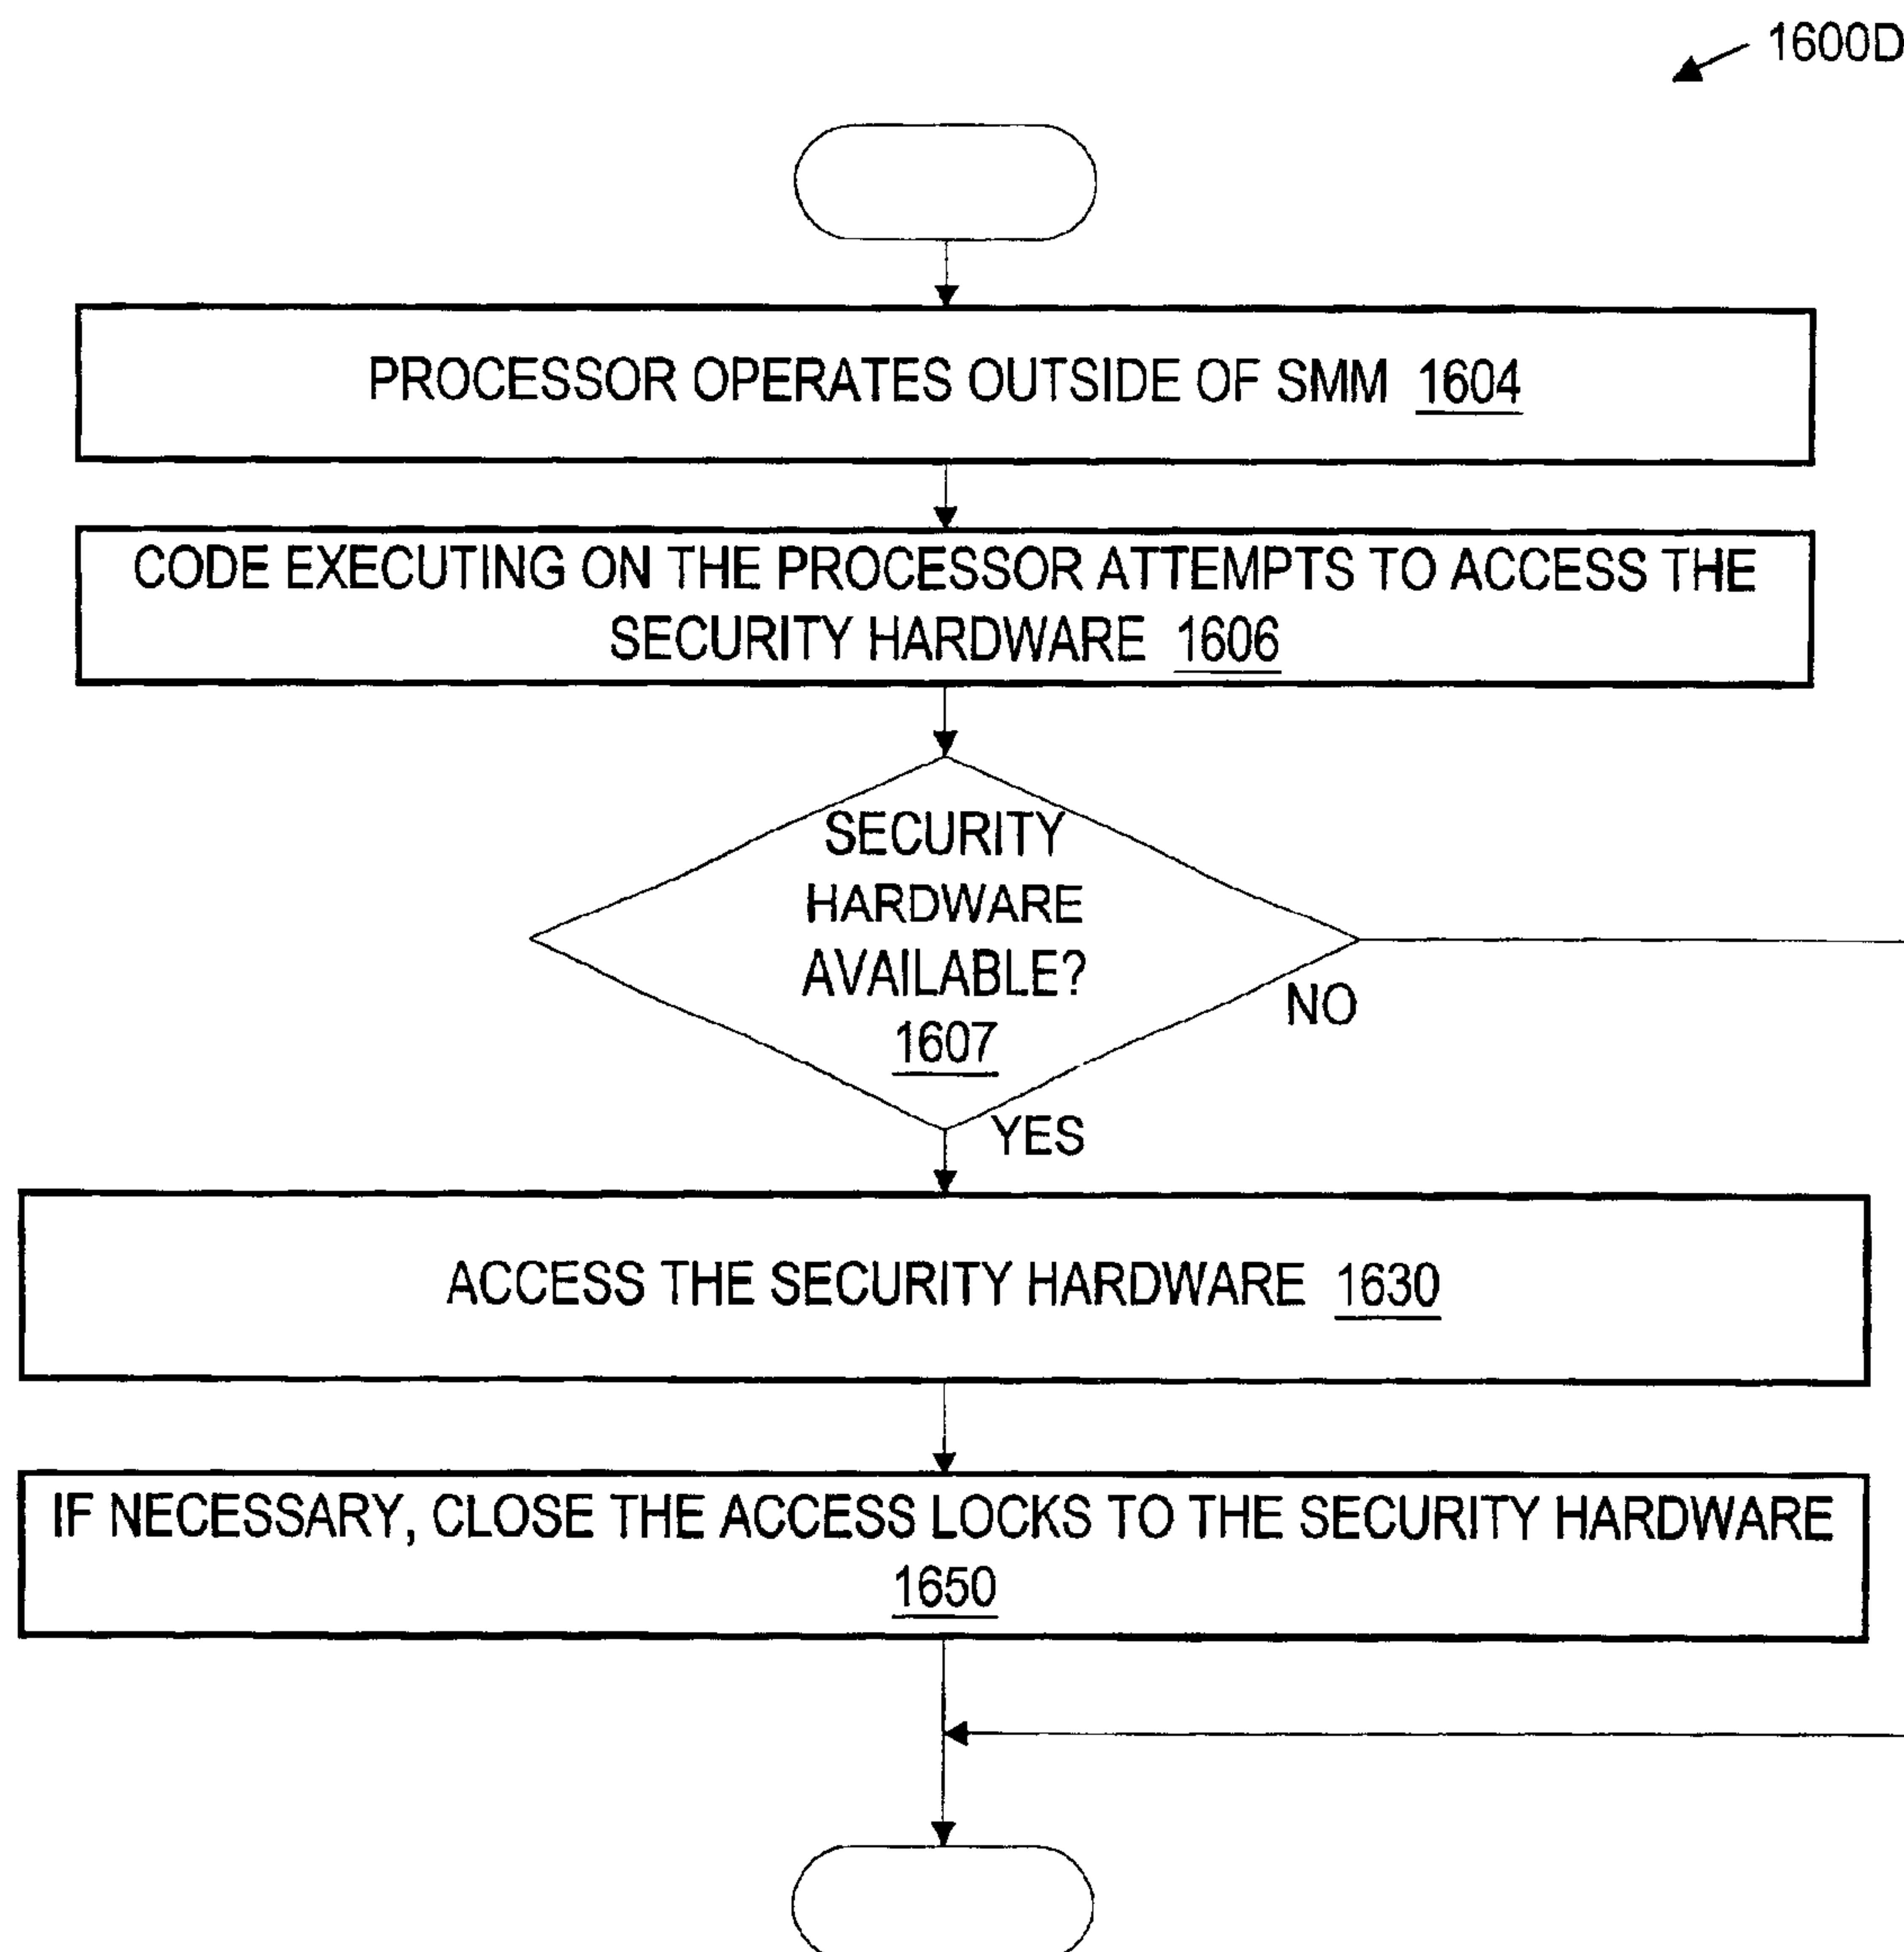 1600D
PROCESSOR OPERATES OUTSIDE OF SMM 1604
CODE EXECUTING ON THE PROCESSOR ATTEMPTS TO ACCESS THE
SECURITY HARDWARE 1606
SECURITY
HARDWARE
AVAILABLE?
1607
NO
YES
ACCESS THE SECURITY HARDWARE 1630
IF NECESSARY, CLOSE THE ACCESS LOCKS TO THE SECURITY HARDWARE
1650